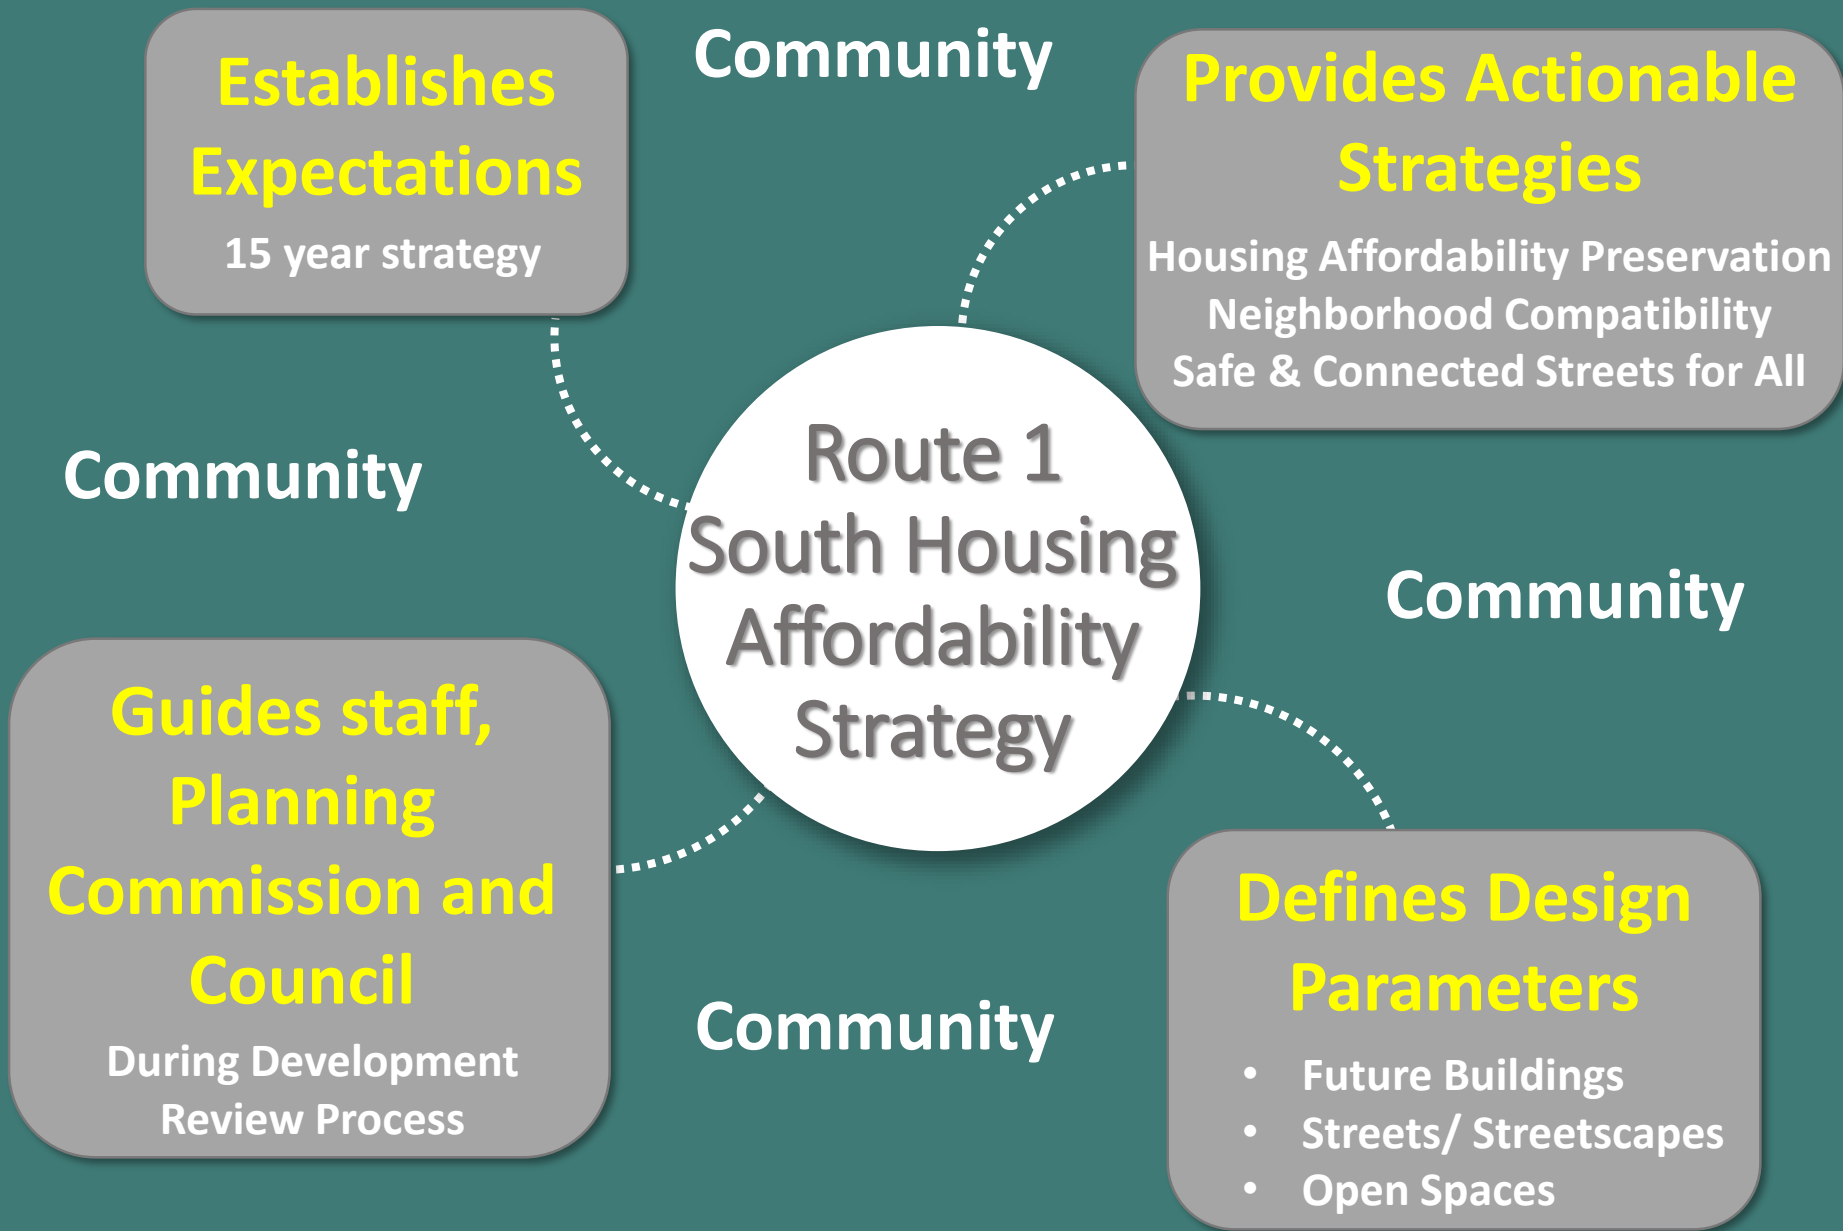 Establishes
Expectations
15 year strategy
Community
Provides Actionable
Strategies
Housing Affordability Preservation
Neighborhood Compatibility
Safe & Connected Streets for All
Community
Route 1
South Housing
Affordability
Strategy
Community
Guides staff,
Planning
Commission and
Council
During Development
Review Process
Community
Defines Design
Parameters
• Future Buildings
• Streets/ Streetscapes
• Open Spaces